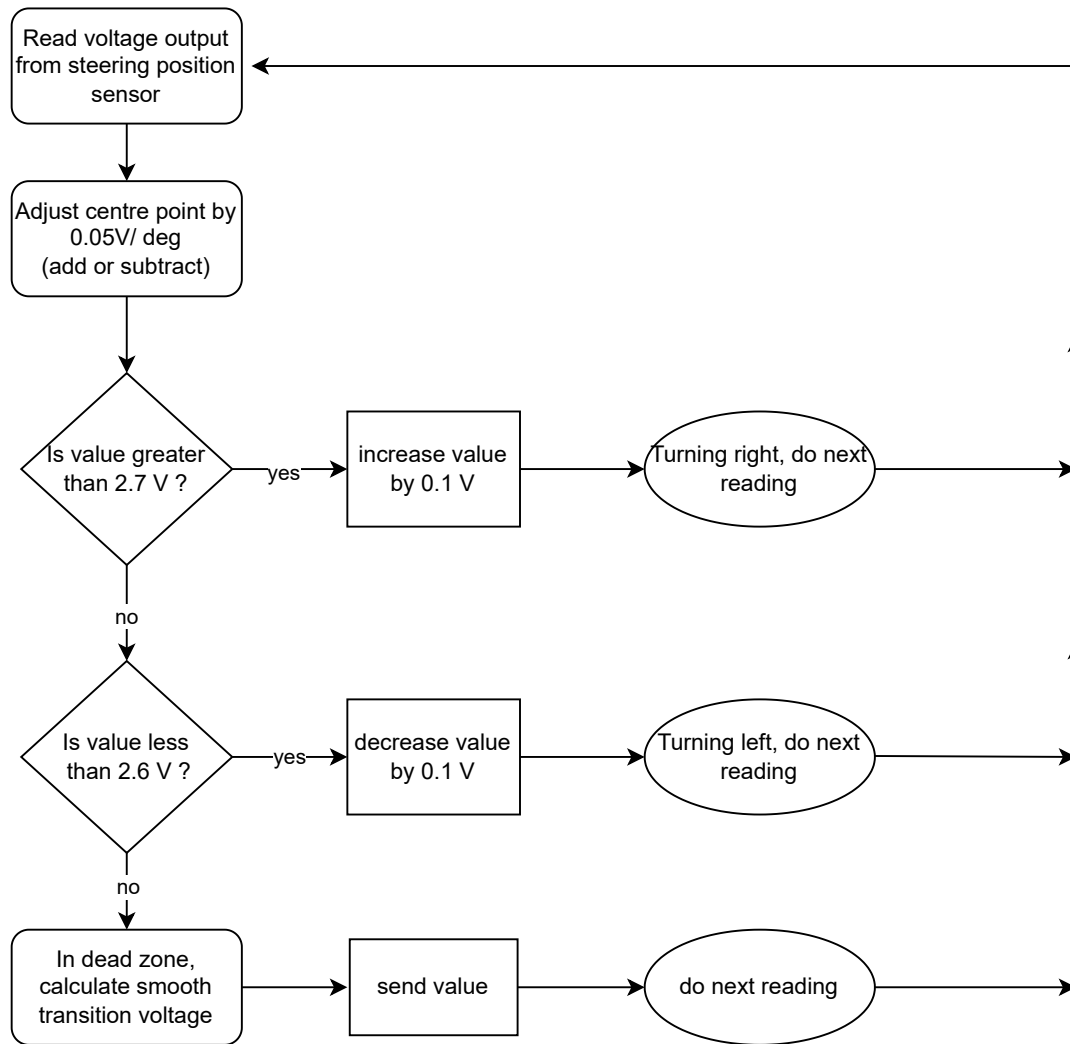 Read voltage output
from steering position
sensor
Adjust centre point by
0.05V/ deg
(add or subtract)
Is value greater
than 2.7 V ?
yes
increase value
by 0.1 V
Turning right, do next
reading
no
Is value less
than 2.6 V ?
yes
decrease value
by 0.1 V
Turning left, do next
reading
no
In dead zone,
calculate smooth
transition voltage
send value
do next reading